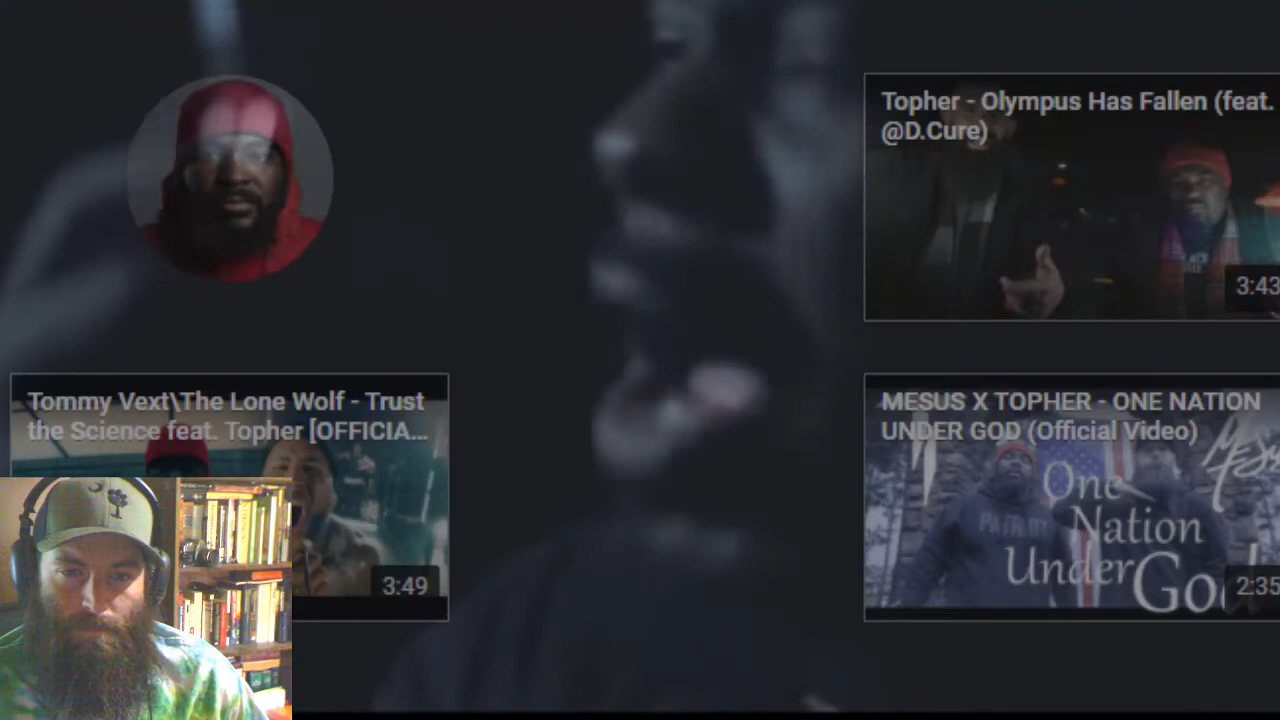 Topher - Olympus Has Fallen (feat.
@D.Cure)
3:43
Tommy Vext\The Lone Wolf - Trust
the Science feat. Topher [OFFICIA...
3:49
MESUS X TOPHER - ONE NATION
UNDER GOD (Official Video)
PATRIOT
One
Nation
Under
2:35